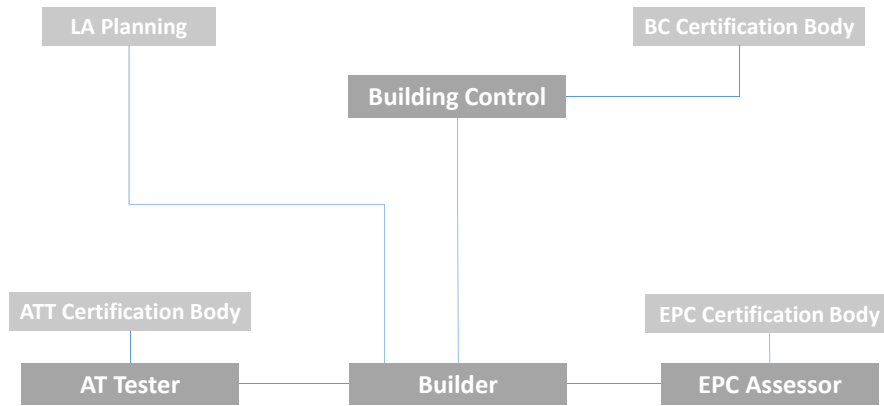 LA Planning
BC Certification Body
Building Control
ATT Certification Body
EPC Certification Body
AT Tester
Builder
EPC Assessor